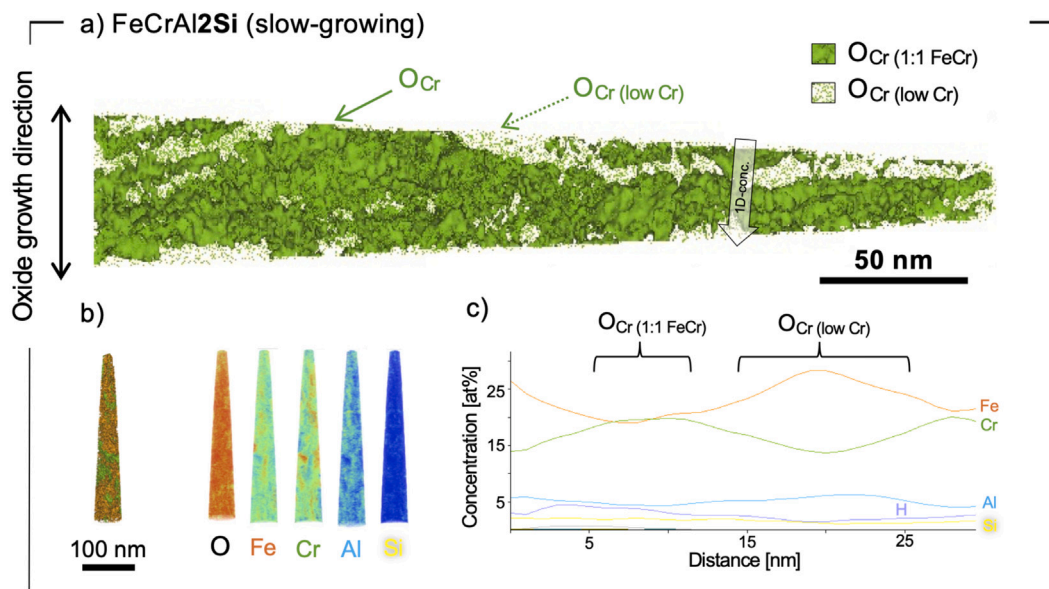 a) FeCrAl2Si (slow-growing)
OCr (1:1 FeCr)
OCr (low Cr)
OCr
OCr (low Cr)
Oxide growth direction
1D-conc.
50 nm
b)
100 nm
O Fe Cr Al Si
c)
OCr (1:1 FeCr) OCr (low Cr)
Concentration [at%]
25
15
5
Fe
Cr
Al
H
Si
5 15 25
Distance [nm]